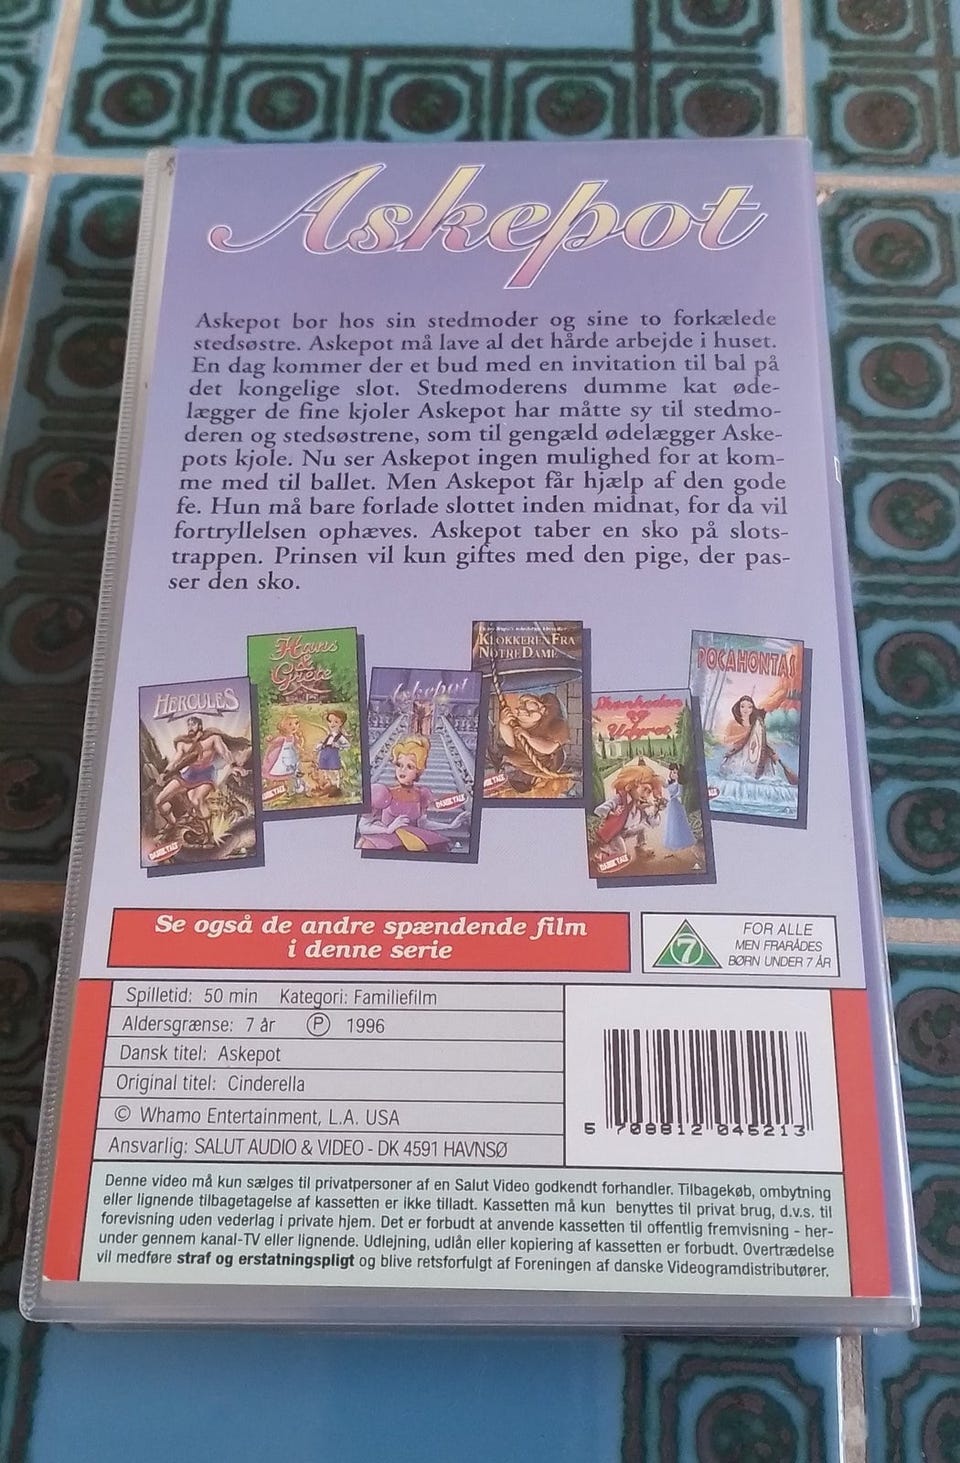 Askepot
Askepot bor hos sin stedmoder og sine to forkælede
stedsøstre. Askepot må lave al det hårde arbejde i huset.
En dag kommer der et bud med en invitation til bal på
det kongelige slot. Stedmoderens dumme kat øde-
lægger de fine kjoler Askepot har måtte sy til stedmo-
deren og stedsøstrene, som til gengæld ødelægger Aske-
pots kjole. Nu ser Askepot ingen mulighed for at kom-
me med til ballet. Men Askepot får hjælp af den gode
fe. Hun må bare forlade slottet inden midnat, for da vil
fortryllelsen ophæves. Askepot taber en sko på slots-
trappen. Prinsen vil kun giftes med den pige, der pas-
ser den sko.
HERCULES
DANSK TALE
Hans
&
Grete
DANSK TALE
Askepot
DANSK TALE
KLOKKEREN FRA
NOTRE DAME
DANSK TALE
Skønheden
Udyret
DANSK TALE
POCAHONTAS
Se også de andre spændende film
i denne serie
7
FOR ALLE
MEN FRARÅDES
BØRN UNDER 7 ÅR
Spilletid: 50 min Kategori: Familiefilm
Aldersgrænse: 7 år Ⓟ 1996
Dansk titel: Askepot
Original titel: Cinderella
© Whamo Entertainment, L.A. USA
Ansvarlig: SALUT AUDIO & VIDEO - DK 4591 HAVNSØ
5 708812 045213
Denne video må kun sælges til privatpersoner af en Salut Video godkendt forhandler. Tilbagekøb, ombytning
eller lignende tilbagetagelse af kassetten er ikke tilladt. Kassetten må kun benyttes til privat brug, d.v.s. til
forevisning uden vederlag i private hjem. Det er forbudt at anvende kassetten til offentlig fremvisning - her-
under gennem kanal-TV eller lignende. Udlejning, udlån eller kopiering af kassetten er forbudt. Overtrædelse
vil medføre straf og erstatningspligt og blive retsforfulgt af Foreningen af danske Videogramdistributører.